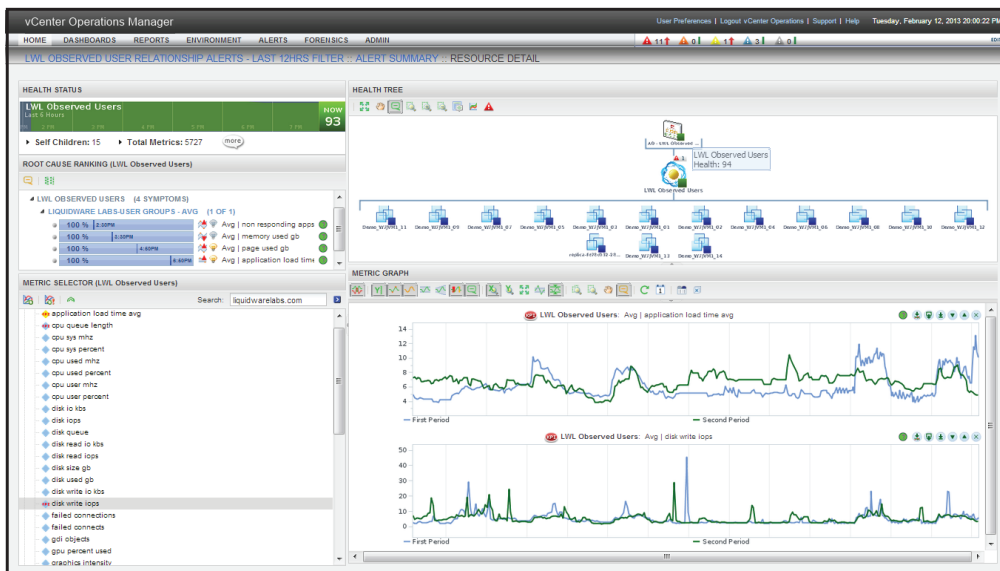 vCenter Operations Manager
User Preferences | Logout vCenter Operations | Support | Help Tuesday, February 12, 2013 20:00:22 PM
HOME DASHBOARDS REPORTS ENVIRONMENT ALERTS FORENSICS ADMIN
11 0 1 3 0
LWL OBSERVED USER RELATIONSHIP ALERTS - LAST 12HRS FILTER :: ALERT SUMMARY :: RESOURCE DETAIL
HEALTH STATUS
LWL Observed Users
Last 6 Hours
NOW
93
Self Children: 15 Total Metrics: 5727 more
ROOT CAUSE RANKING (LWL Observed Users)
LWL OBSERVED USERS (4 SYMPTOMS)
LIQUIDWARE LABS-USER GROUPS - AVG (1 OF 1)
100 % Avg | non responding apps
100 % Avg | memory used gb
100 % 4:40PM Avg | page used gb
100 % Avg | application load time
METRIC SELECTOR (LWL Observed Users)
Search: liquidwarelabs.com
application load time avg
cpu queue length
cpu sys mhz
cpu sys percent
cpu used mhz
cpu used percent
cpu user mhz
cpu user percent
disk io kbs
disk iops
disk queue
disk read io kbs
disk read iops
disk size gb
disk used gb
disk write io kbs
disk write iops
failed connections
failed connects
gdi objects
gpu percent used
graphics intensity
HEALTH TREE
LWL Observed Users
Health: 94
LWL Observed Users
METRIC GRAPH
LWL Observed Users: Avg | application load time avg
14
12
10
8
6
4
First Period Second Period
LWL Observed Users: Avg | disk write iops
50
40
30
20
10
0
First Period Second Period